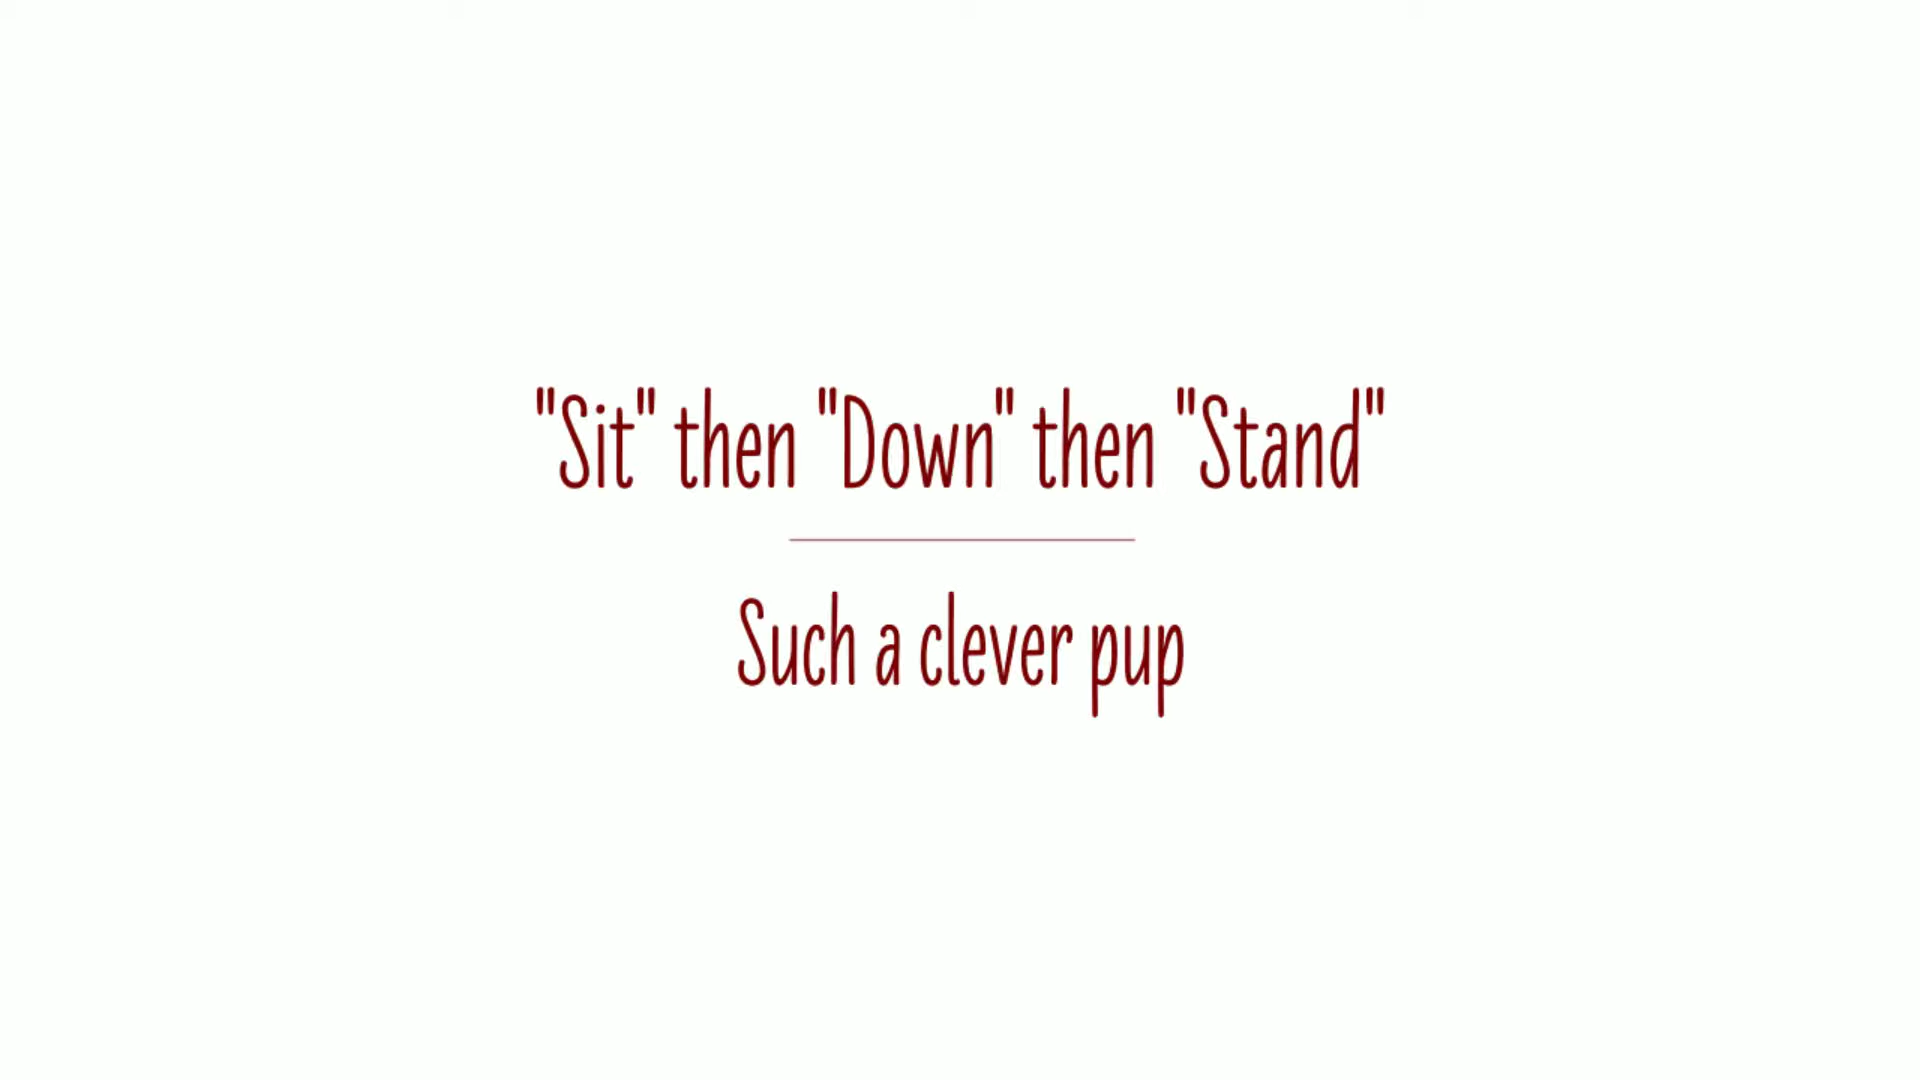 "Sit" then "Down" then "Stand"
Such a clever pup